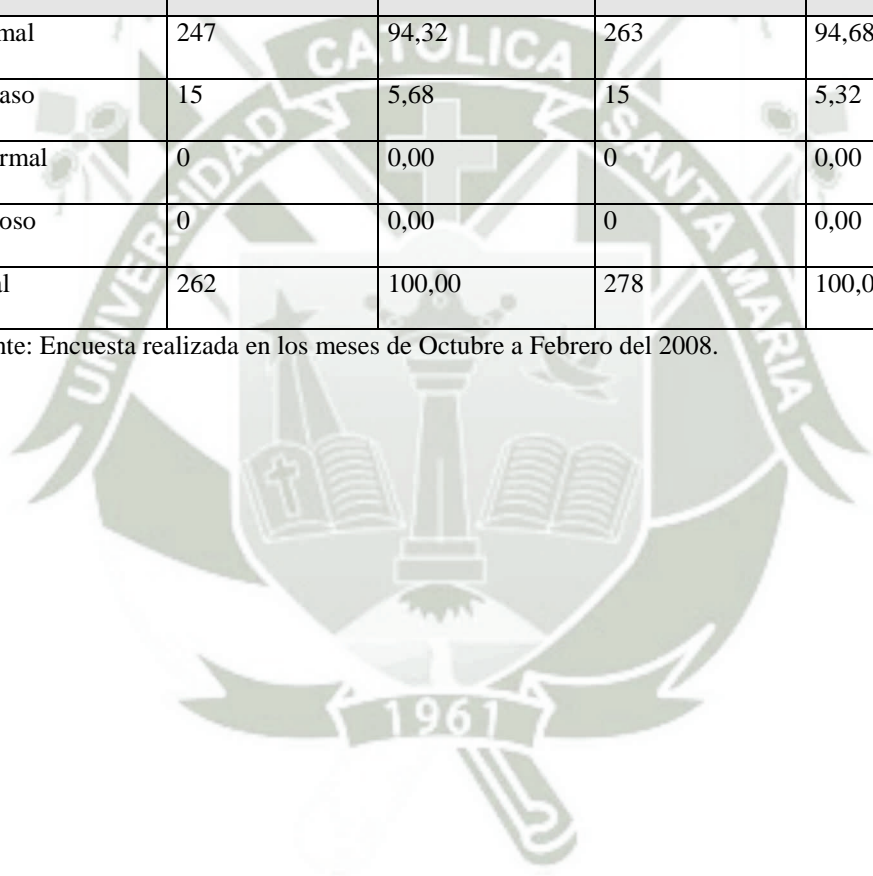 mal 247 94,32 263 94,68
aso 15 5,68 15 5,32
rmal 0 0,00 0 0,00
oso 0 0,00 0 0,00
al 262 100,00 278 100,0
nte: Encuesta realizada en los meses de Octubre a Febrero del 2008.
UNIVERSIDAD CATOLICA SANTA MARIA
1961